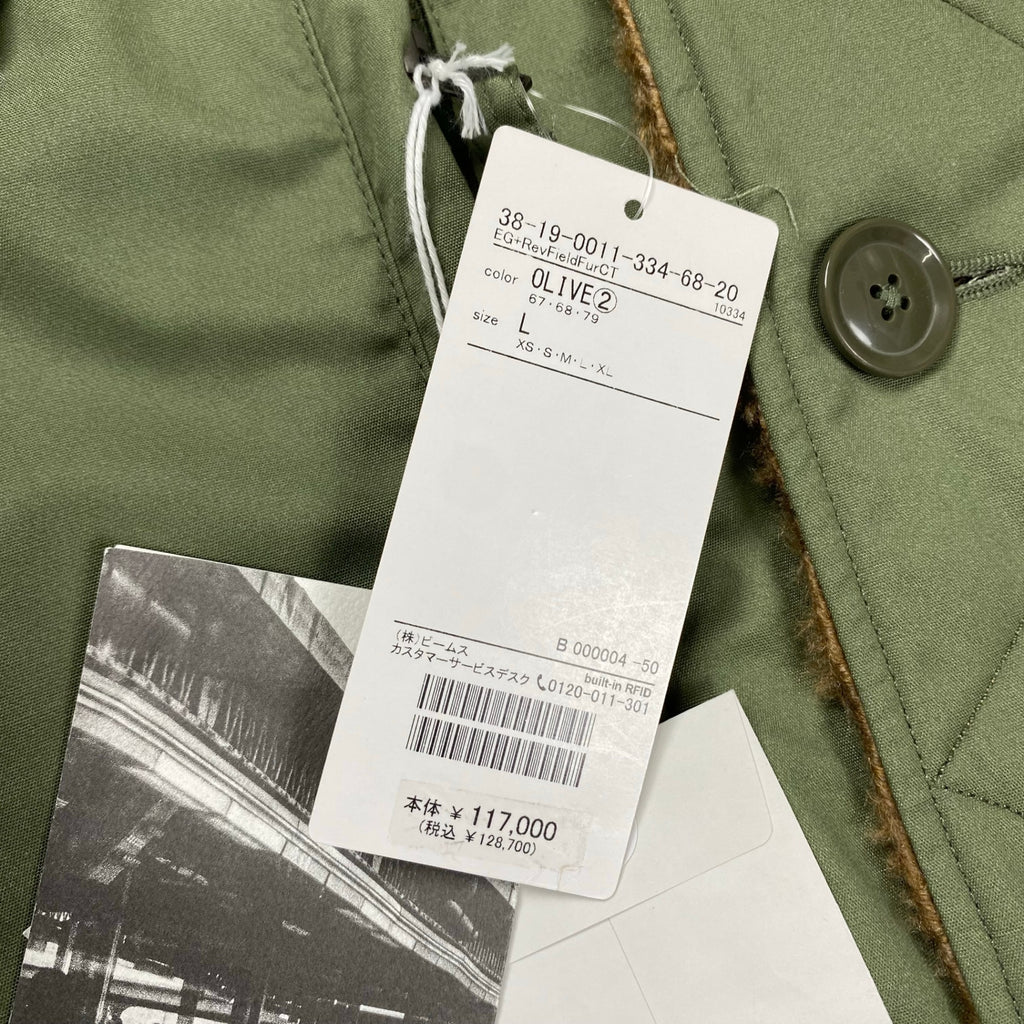 38-19-0011-334-68-20
EG+RevFieldFurCT 10334
color OLIVE②
67・68・79
size L
XS・S・M・L・XL
(株)ビームス B 000004 -50
built-in RFID
カスタマーサービスデスク 0120-011-301
本体 ¥ 117,000
(税込 ¥128,700)